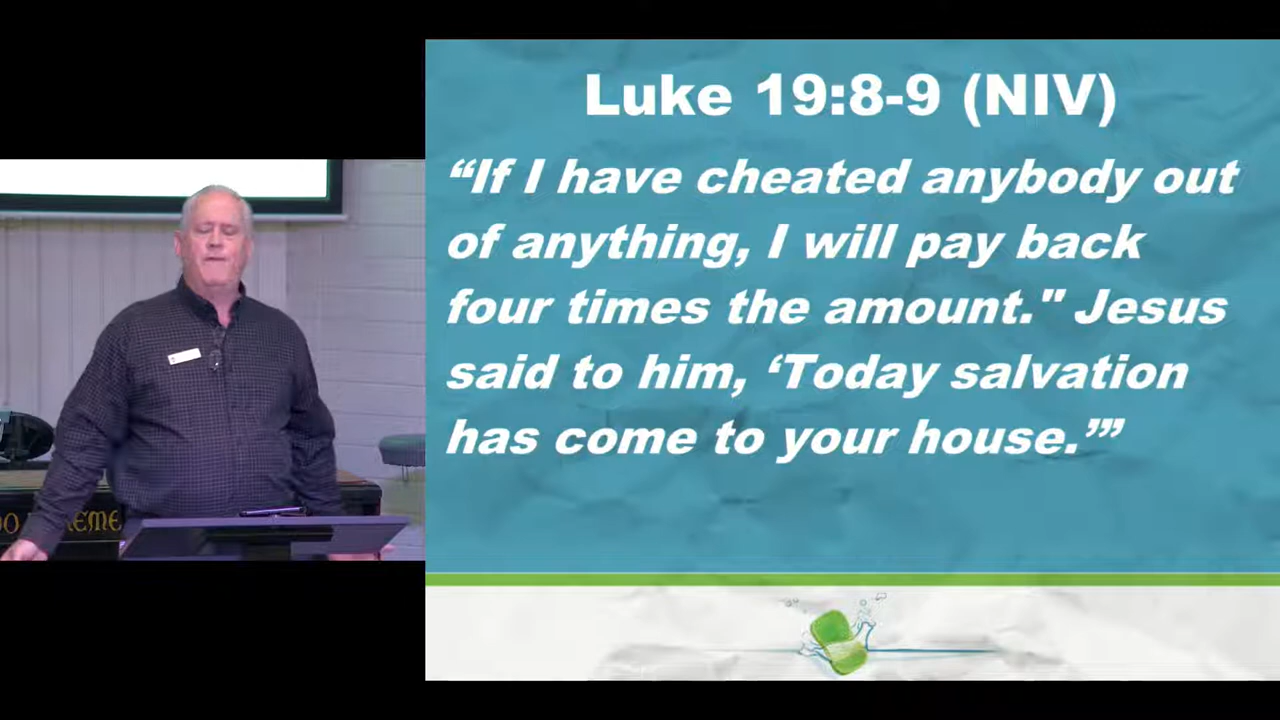 Luke 19:8-9 (NIV)
“If I have cheated anybody out
of anything, I will pay back
four times the amount." Jesus
said to him, ‘Today salvation
has come to your house.’”